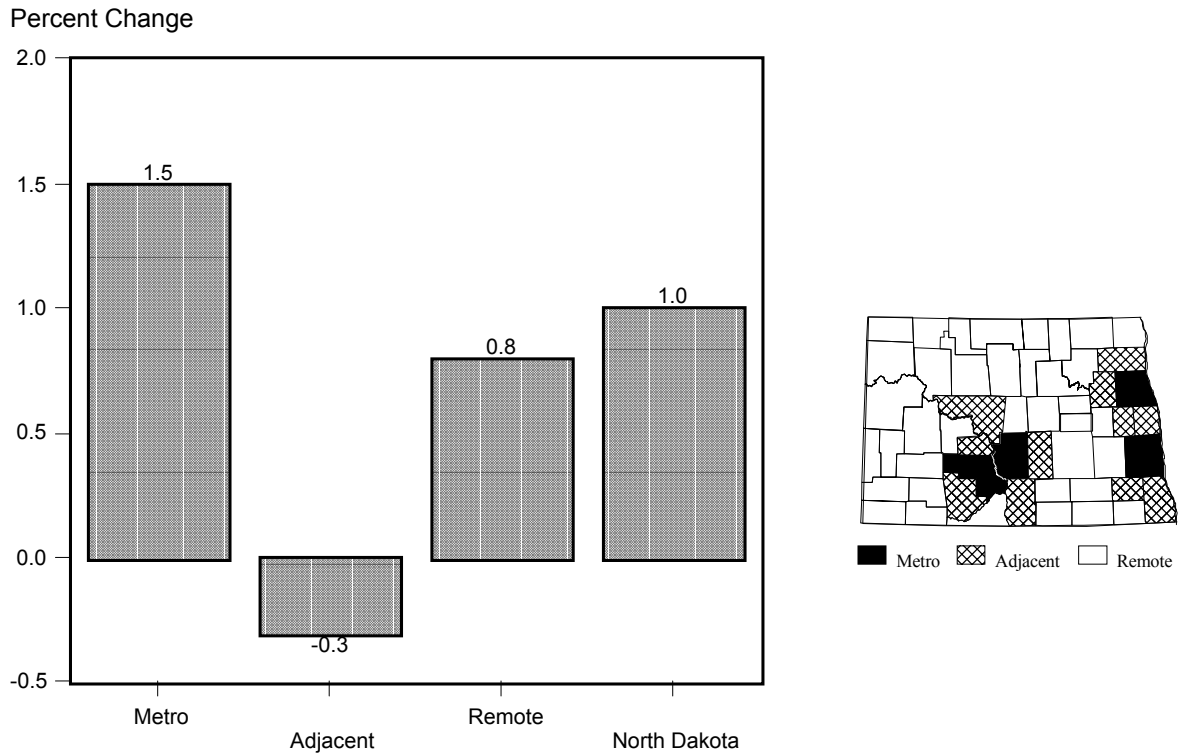 Percent Change
2.0
1.5
1.0
0.5
0.0
-0.5
1.5
-0.3
0.8
1.0
Metro
Adjacent
Remote
North Dakota
Metro Adjacent Remote